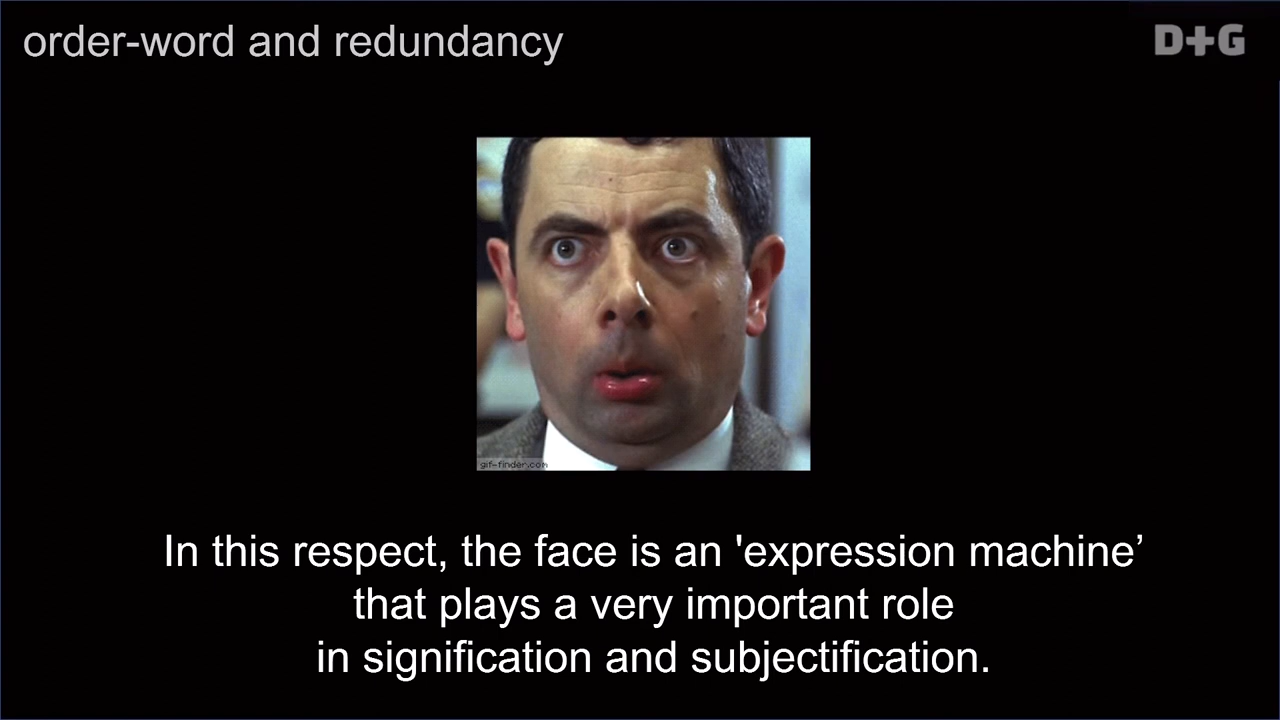 order-word and redundancy
D+G
gif-finder.com
In this respect, the face is an 'expression machine’
that plays a very important role
in signification and subjectification.